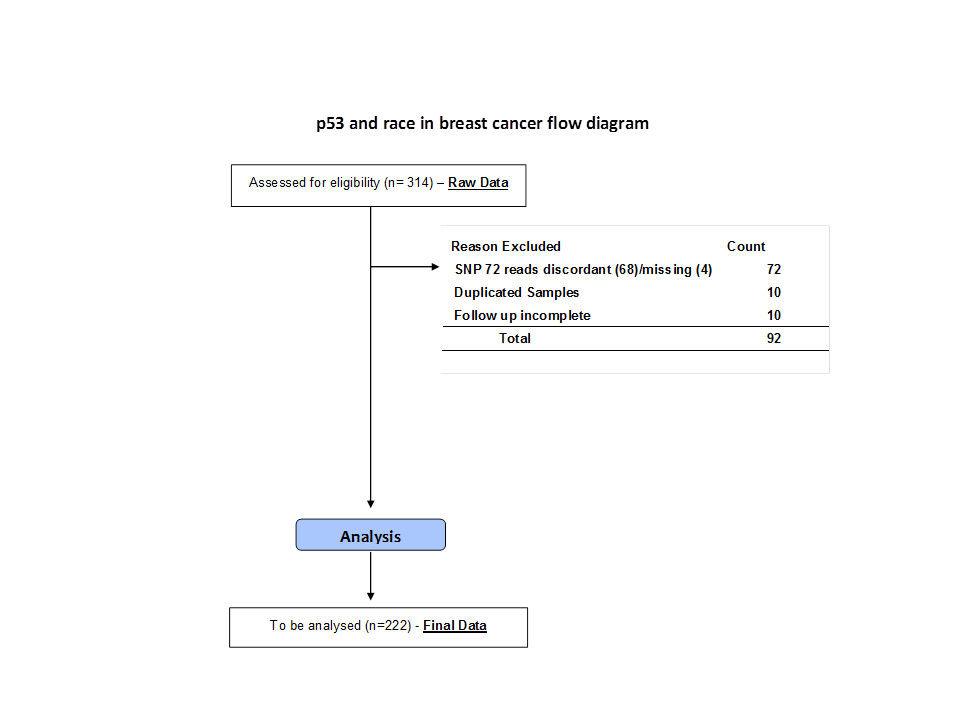 p53 and race in breast cancer flow diagram
Assessed for eligibility (n= 314) – Raw Data
Reason Excluded Count
SNP 72 reads discordant (68)/missing (4) 72
Duplicated Samples 10
Follow up incomplete 10
Total 92
Analysis
To be analysed (n=222) - Final Data